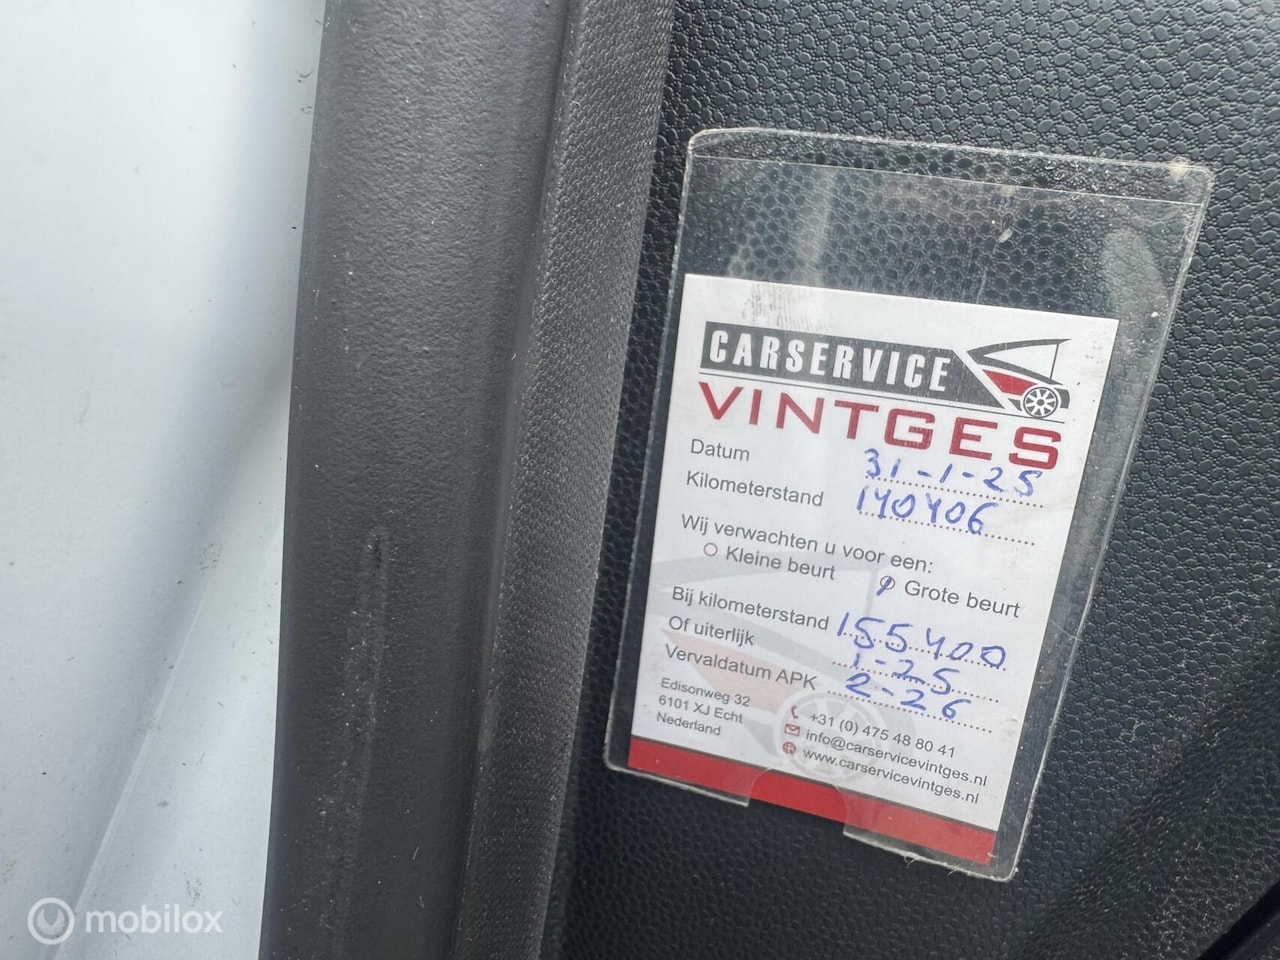 CARSERVICE
VINTGES
Datum 31-1-25
Kilometerstand 140406
Wij verwachten u voor een:
Kleine beurt Grote beurt
Bij kilometerstand 155400
Of uiterlijk 1-25
Vervaldatum APK 2-26
Edisonweg 32
6101 XJ Echt
Nederland
+31 (0) 475 48 80 41
info@carservicevintges.nl
www.carservicevintges.nl
mobilox